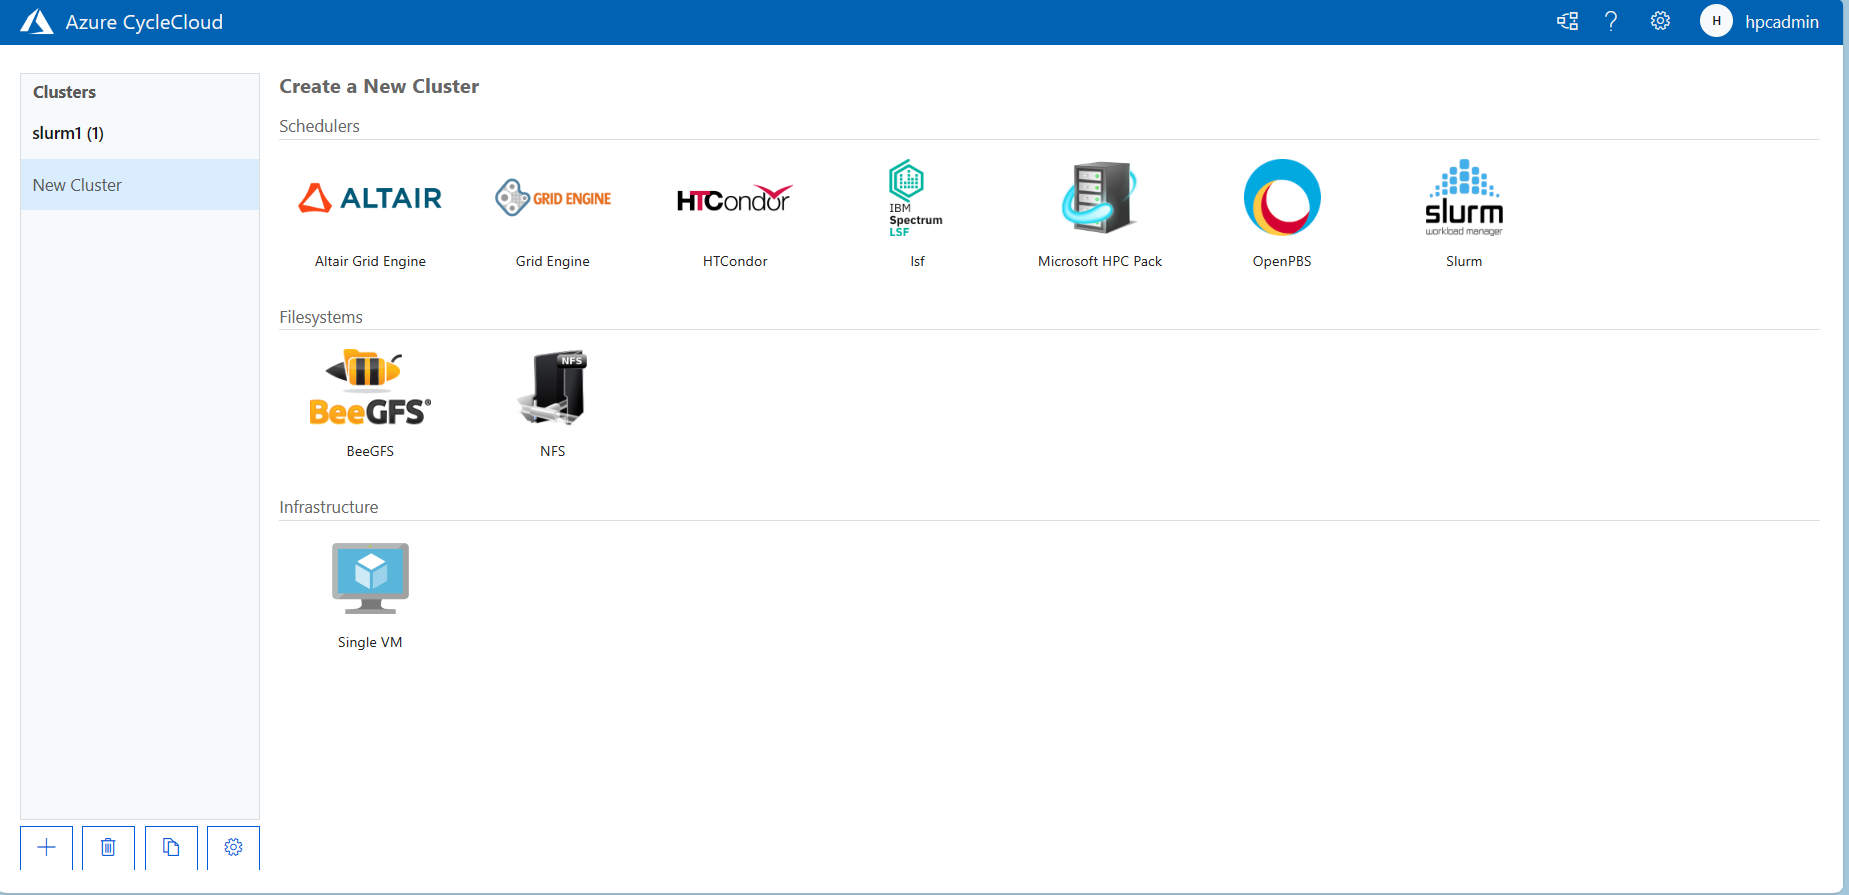 Azure CycleCloud
H hpcadmin
Clusters
slurm1 (1)
New Cluster
Create a New Cluster
Schedulers
ALTAIR
GRID ENGINE
HTCondor
IBM
Spectrum
LSF
slurm
workload manager
Altair Grid Engine
Grid Engine
HTCondor
lsf
Microsoft HPC Pack
OpenPBS
Slurm
Filesystems
BeeGFS®
NFS
BeeGFS
NFS
Infrastructure
Single VM